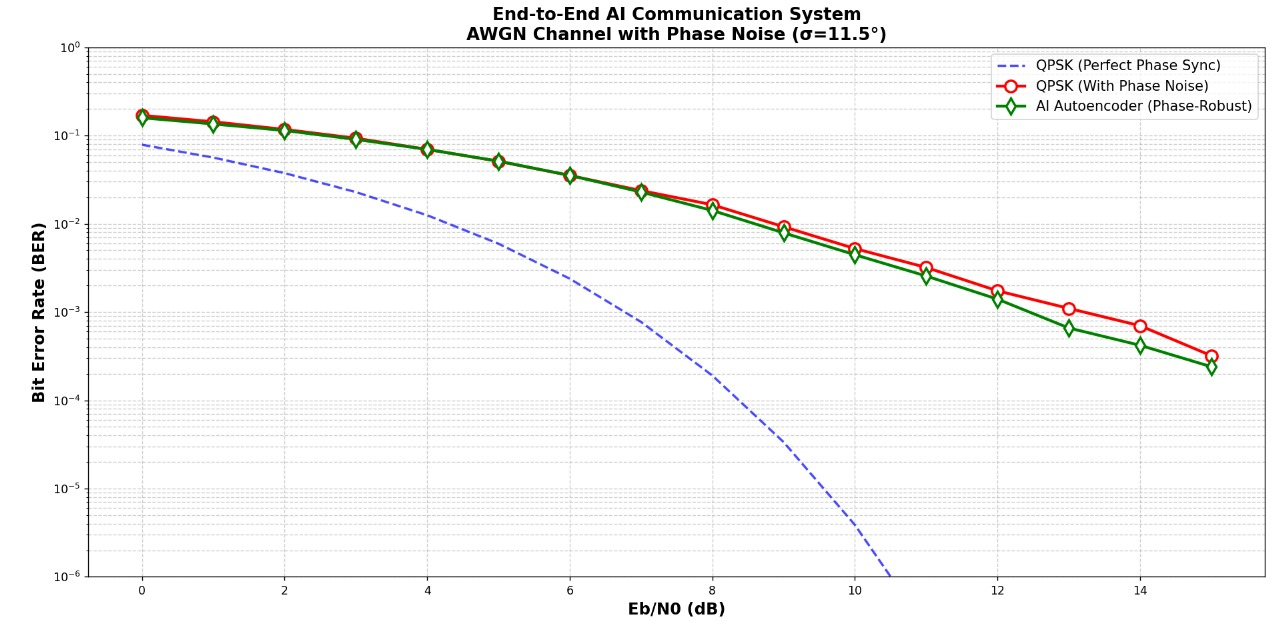 End-to-End AI Communication System
AWGN Channel with Phase Noise (σ=11.5°)
QPSK (Perfect Phase Sync)
QPSK (With Phase Noise)
AI Autoencoder (Phase-Robust)
Bit Error Rate (BER)
10⁰
10⁻¹
10⁻²
10⁻³
10⁻⁴
10⁻⁵
10⁻⁶
0 2 4 6 8 10 12 14
Eb/N0 (dB)